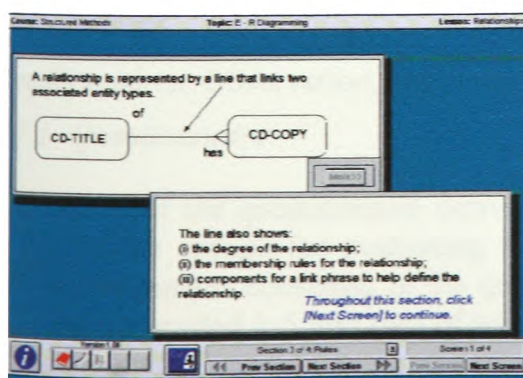 Course: Structured Methods
Topic: E - R Diagramming
Lesson: Relationships
A relationship is represented by a line that links two
associated entity types.
of
CD-TITLE
CD-COPY
has
The line also shows:
(i) the degree of the relationship;
(ii) the membership rules for the relationship;
(iii) components for a link phrase to help define the
relationship.
Throughout this section, click
[Next Screen] to continue.
Section 3 of 4: Rules
Screen 1 of 4
Prev Section
Next Section
Prev Screen
Next Screen